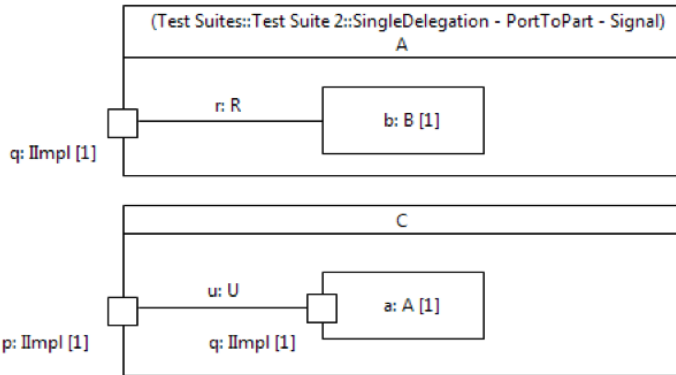 (Test Suites::Test Suite 2::SingleDelegation - PortToPart - Signal)
A
r: R
b: B [1]
q: IImpl [1]
C
u: U
a: A [1]
p: IImpl [1]
q: IImpl [1]